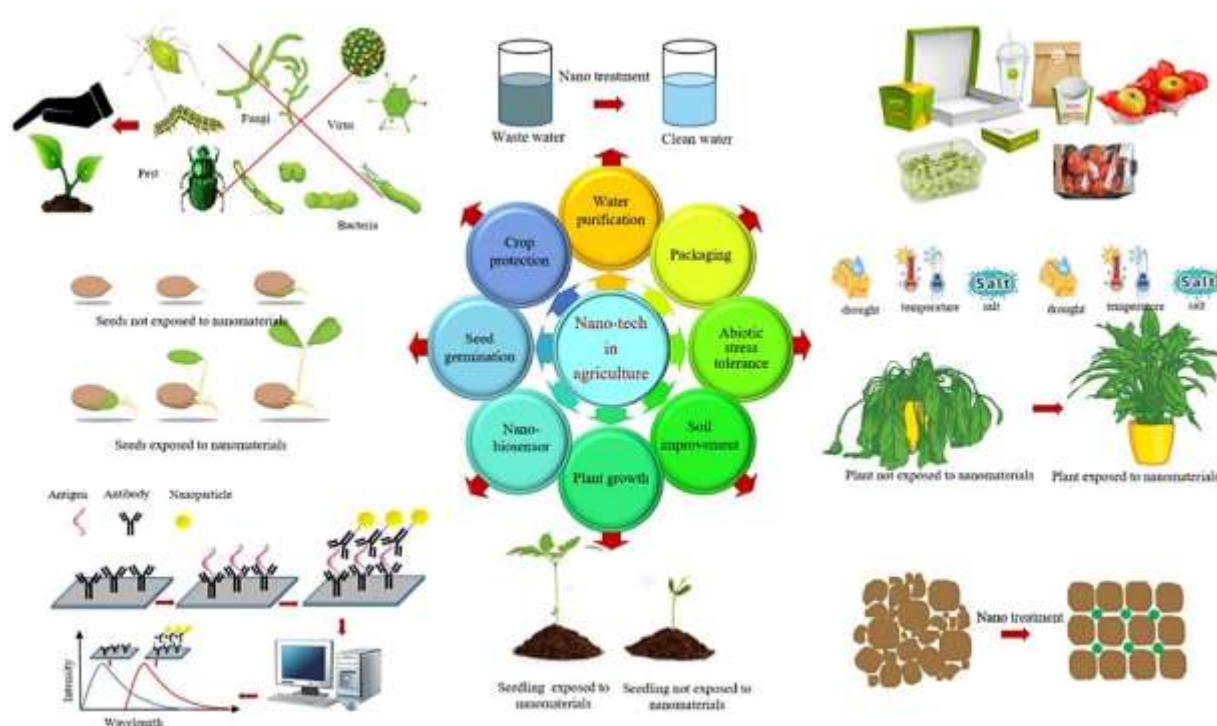 Fungi
Virus
Pest
Bacteria
Nano treatment
Waste water
Clean water
Water
purification
Crop
protection
Packaging
Seed
germination
Nano-tech
in
agriculture
Abiotic
stress
tolerance
Nano-
biosensor
Soil
improvement
Plant growth
Seeds not exposed to nanomaterials
Seeds exposed to nanomaterials
drought
temperature
Salt
salt
drought
temperature
Salt
salt
Plant not exposed to nanomaterials
Plant exposed to nanomaterials
Antigen
Antibody
Nanoparticle
Intensity
Wavelength
Seedling exposed to
nanomaterials
Seedling not exposed to
nanomaterials
Nano treatment